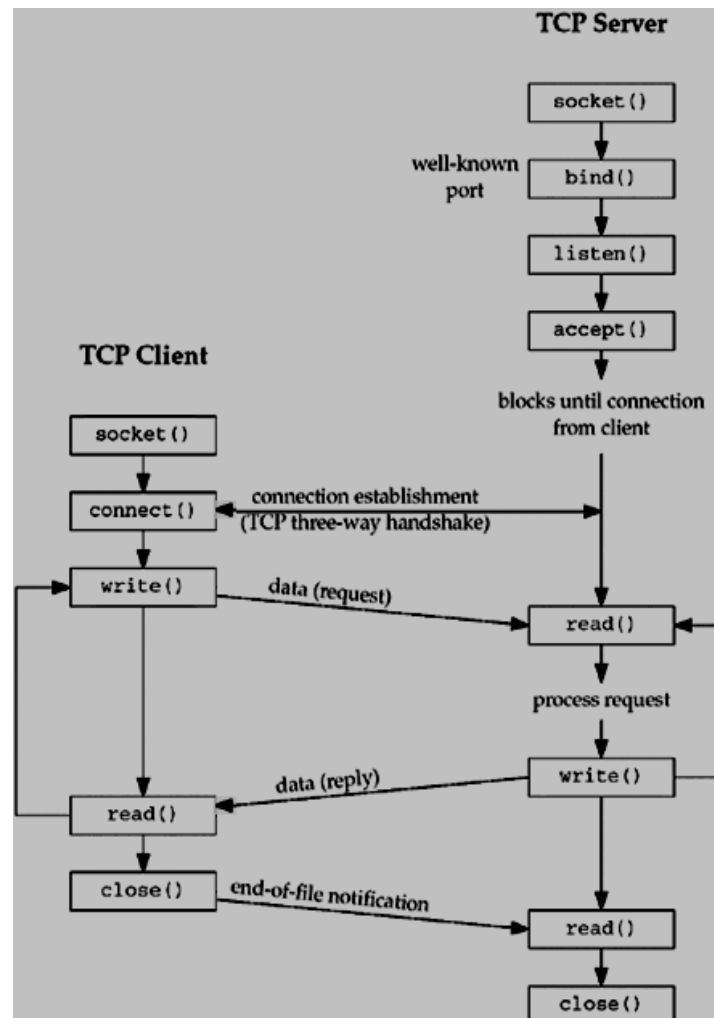 TCP Server
socket()
well-known
port
bind()
listen()
accept()
TCP Client
blocks until connection
from client
socket()
connection establishment
(TCP three-way handshake)
connect()
write()
data (request)
read()
process request
data (reply)
write()
read()
close()
end-of-file notification
read()
close()